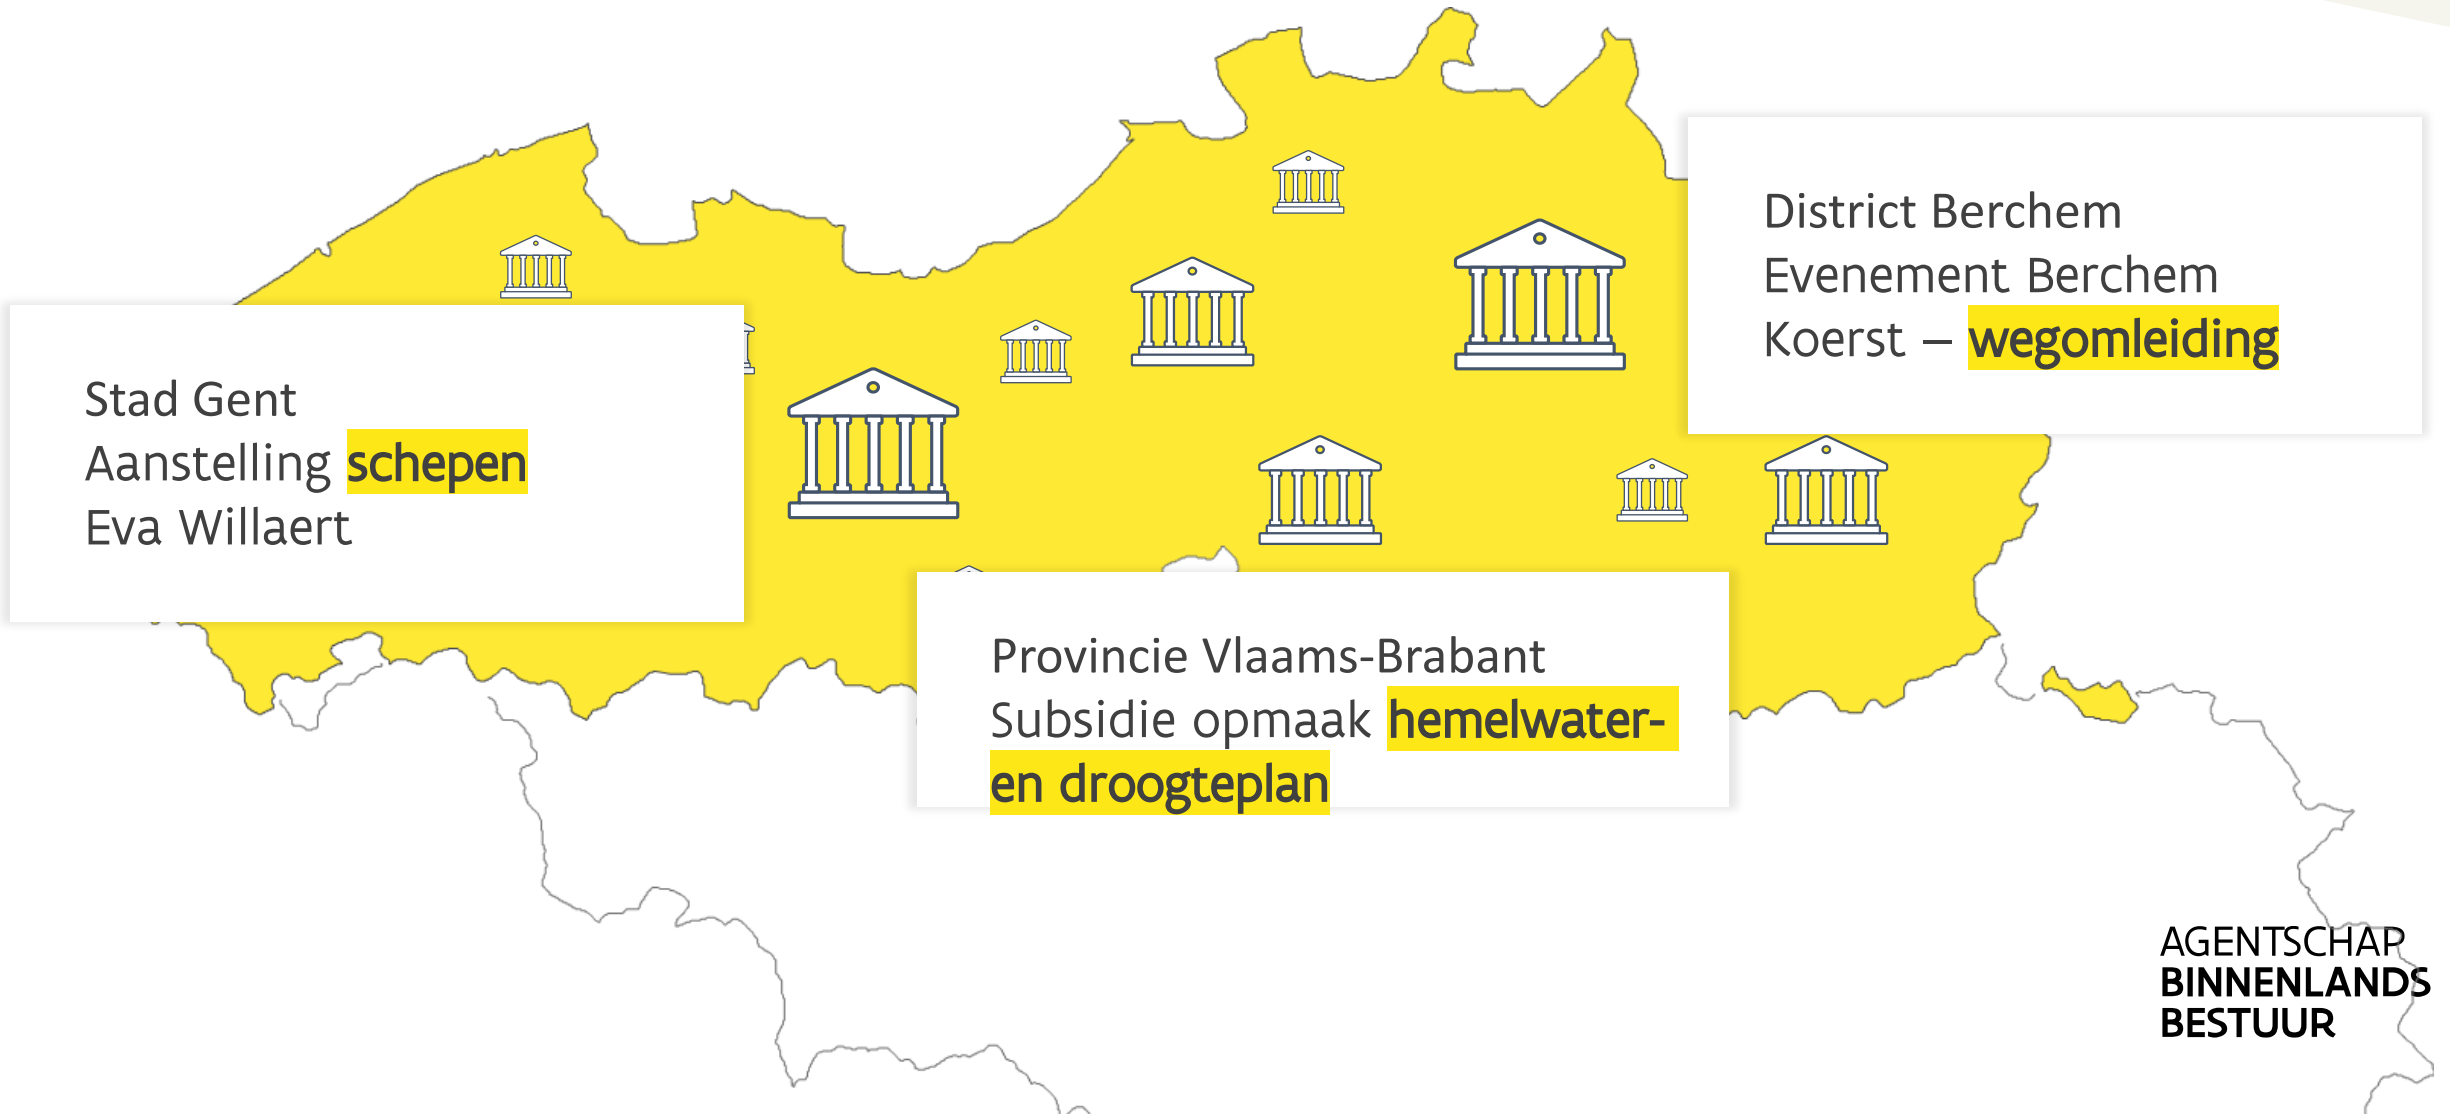 Stad Gent
Aanstelling schepen
Eva Willaert
District Berchem
Evenement Berchem
Koerst – wegomleiding
Provincie Vlaams-Brabant
Subsidie opmaak hemelwater-
en droogteplan
AGENTSCHAP
BINNENLANDS
BESTUUR